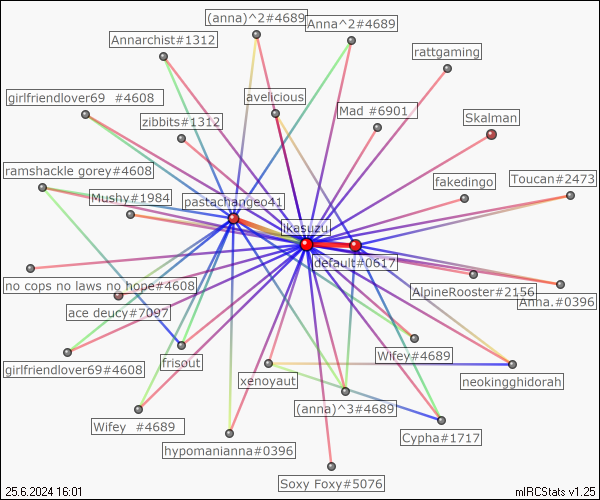 (anna)^2#4689
Anna^2#4689
Annarchist#1312
rattgaming
girlfriendlover69 #4608
avelicious
Mad #6901
Skalman
zibbits#1312
ramshackle gorey#4608
Mushy#1984
pastachangeo41
fakedingo
Toucan#2473
ikesuzu
default#0617
no cops no laws no hope#4608
AlpineRooster#2156
Anna.#0396
ace deucy#7097
girlfriendlover69#4608
frisout
Wifey#4689
xenoyaut
neokingghidorah
(anna)^3#4689
Wifey #4689
Cypha#1717
hypomanianna#0396
Soxy Foxy#5076
25.6.2024 16:01
mIRCStats v1.25